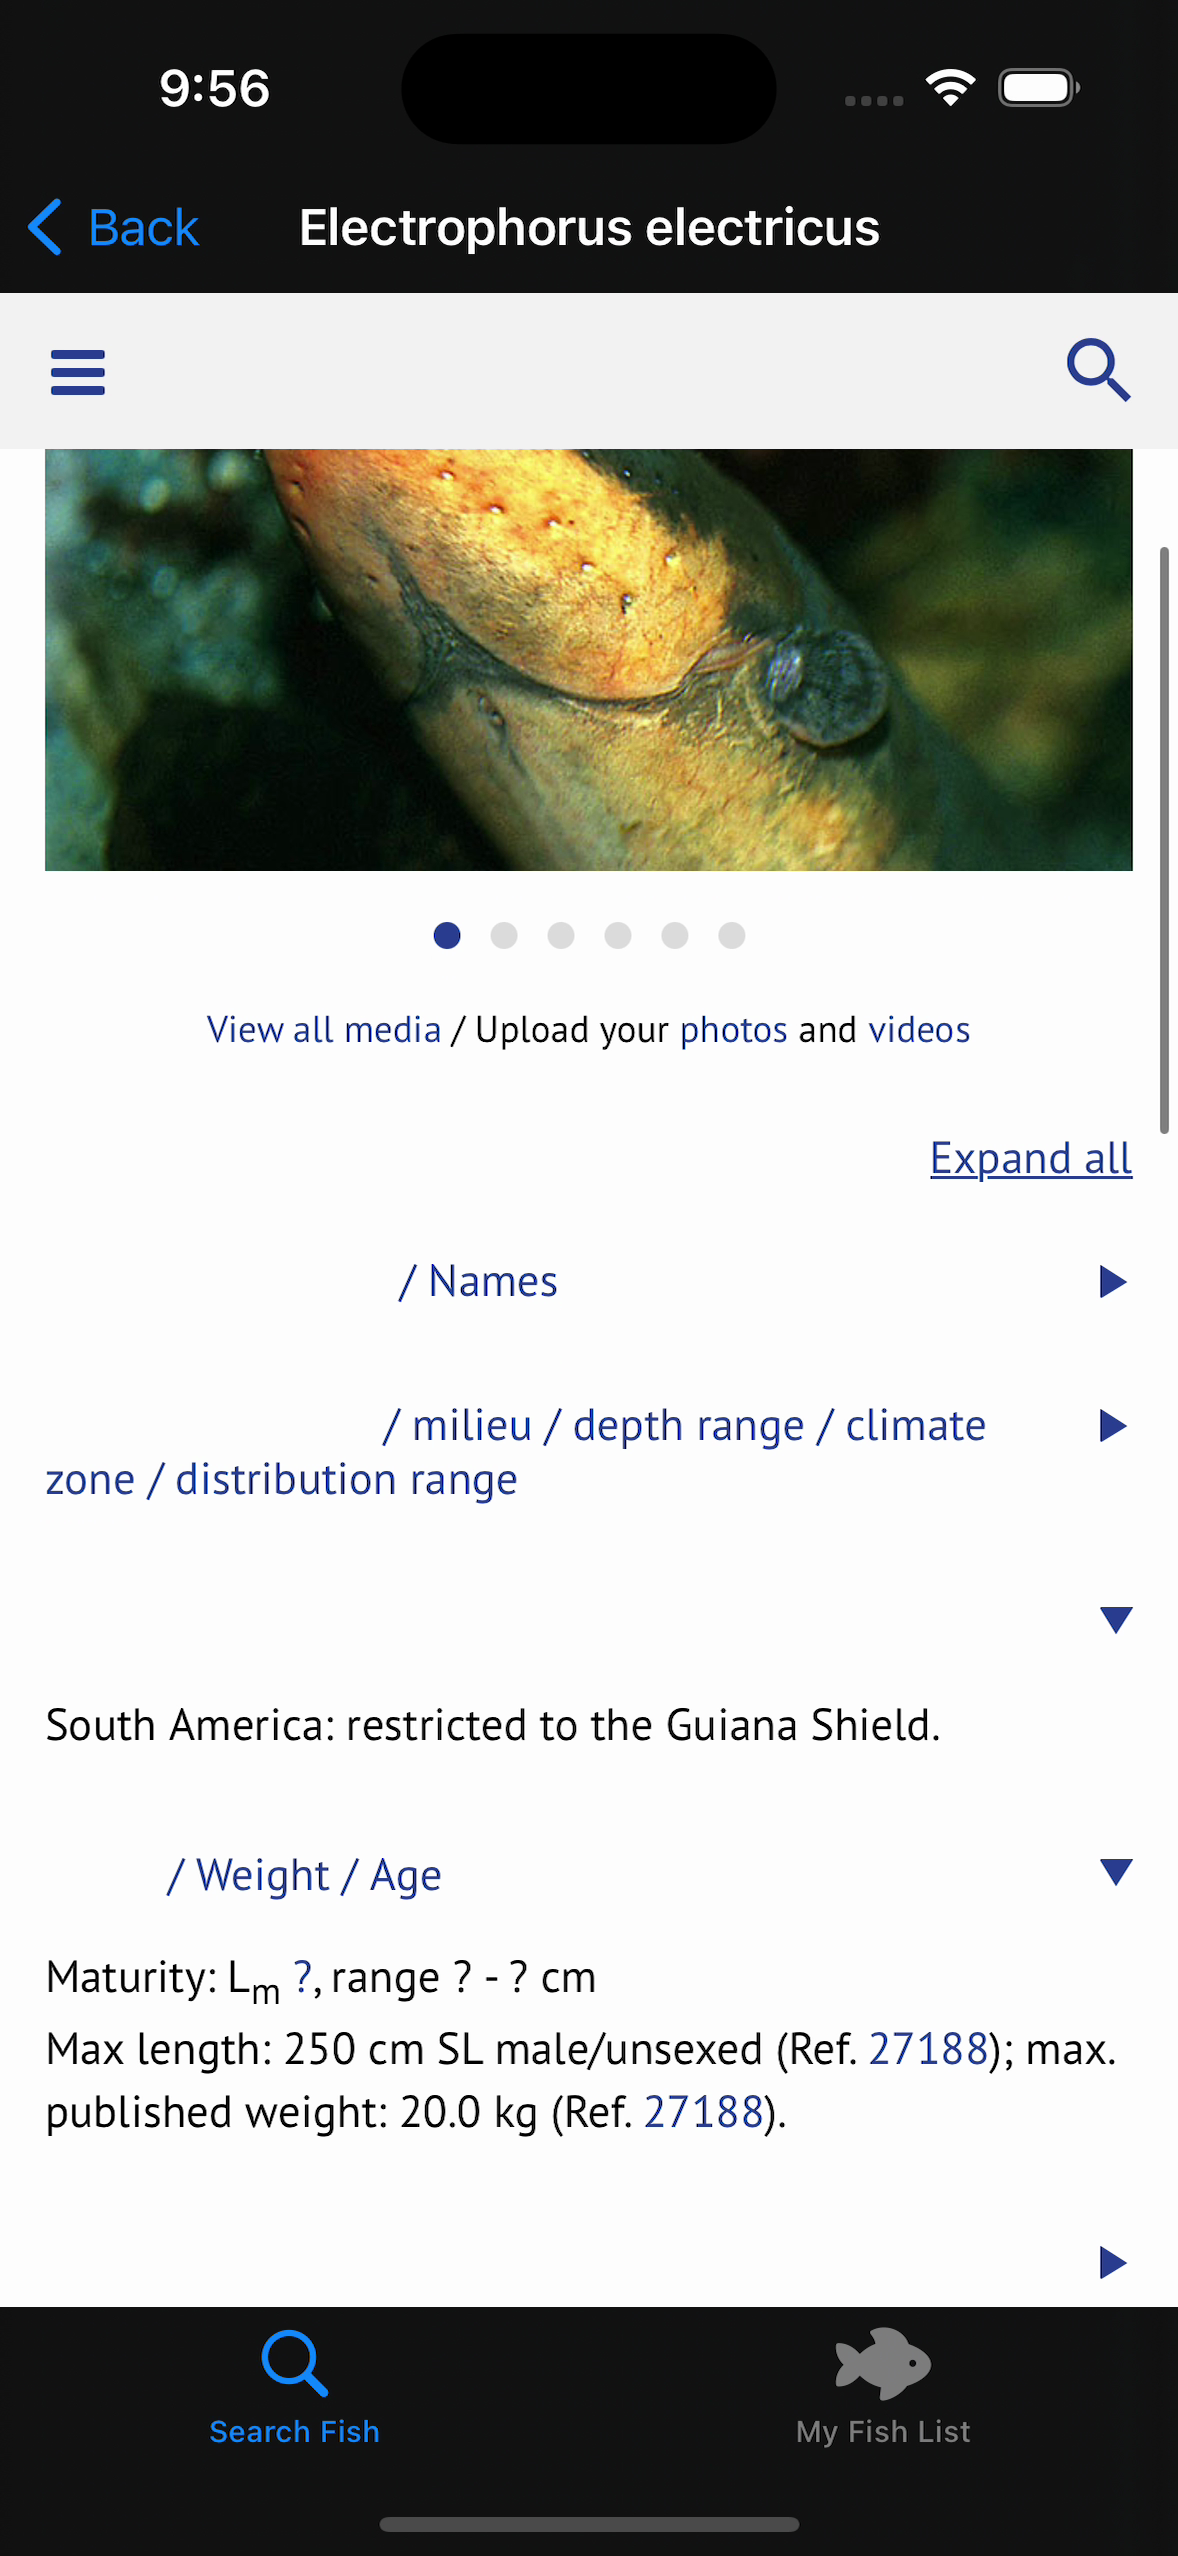 9:56
Back
Electrophorus electricus
View all media / Upload your photos and videos
Expand all
/ Names
/ milieu / depth range / climate
zone / distribution range
South America: restricted to the Guiana Shield.
/ Weight / Age
Maturity: Lm ?, range ? - ? cm
Max length: 250 cm SL male/unsexed (Ref. 27188); max.
published weight: 20.0 kg (Ref. 27188).
Search Fish
My Fish List